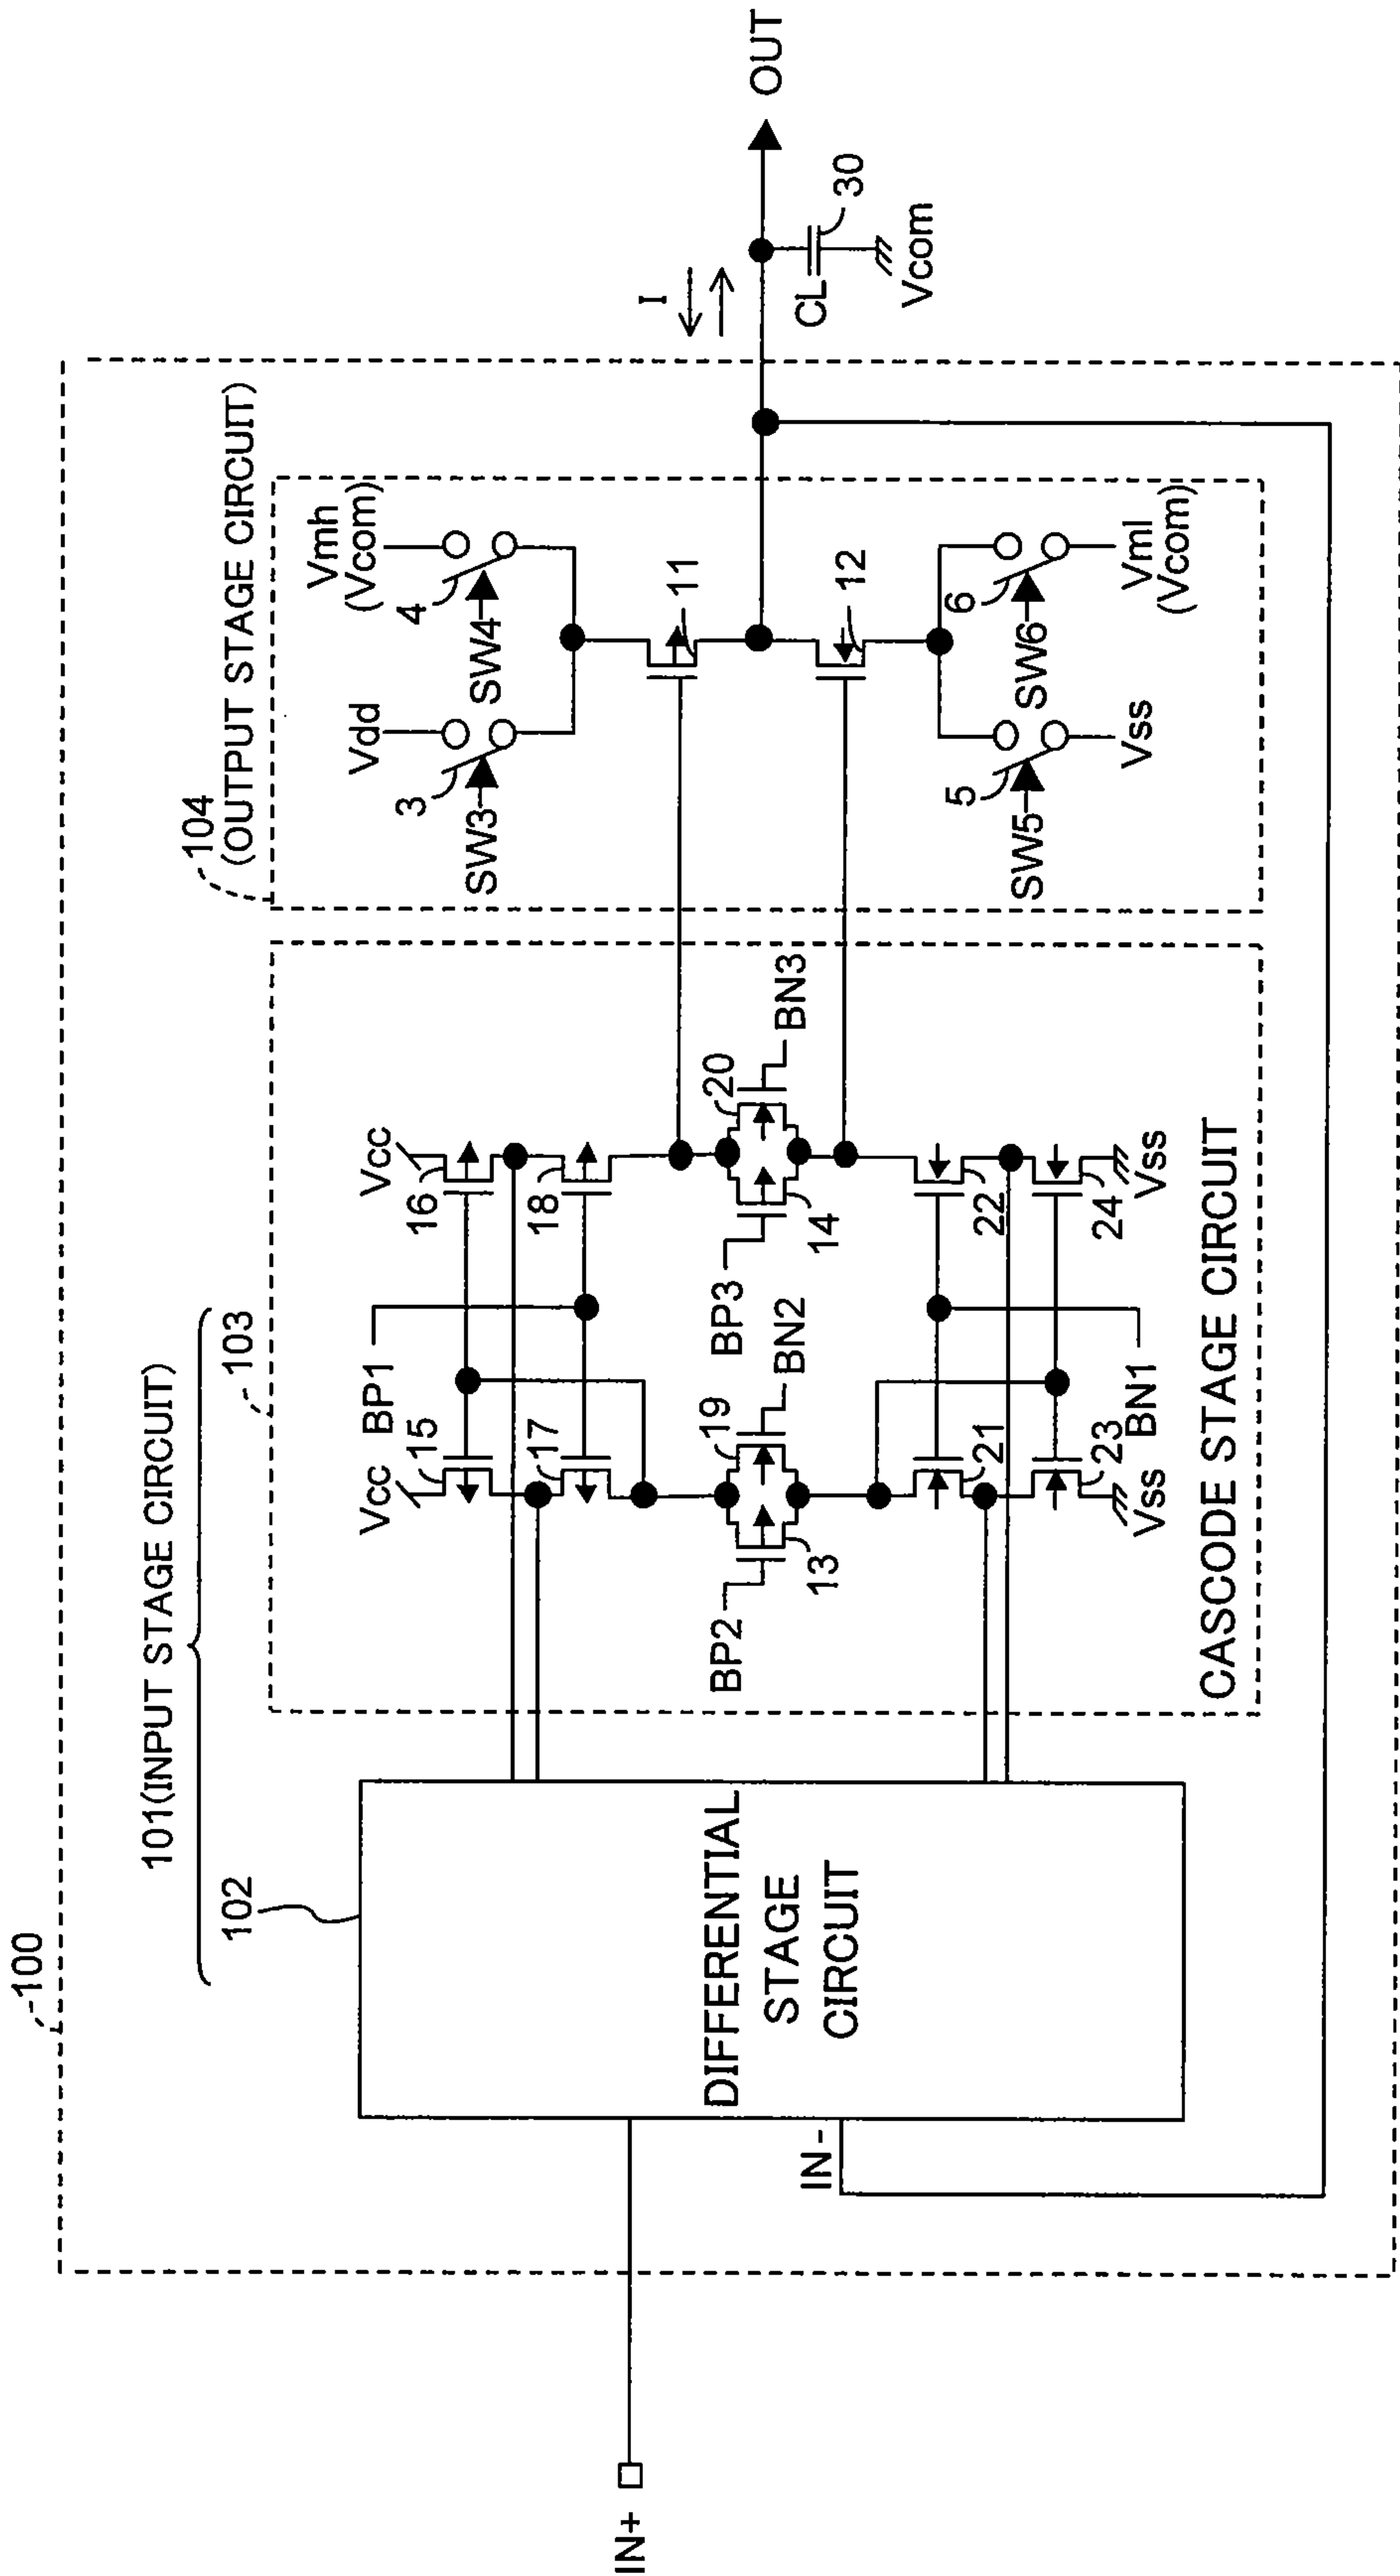 100
101(INPUT STAGE CIRCUIT)
102
103
104
(OUTPUT STAGE CIRCUIT)
IN+
IN-
DIFFERENTIAL
STAGE
CIRCUIT
Vcc
15
BP1
Vcc
16
17
18
BP2
13
19
BN2
BP3
14
20
BN3
21
22
23
24
Vss
BN1
Vss
CASCODE STAGE CIRCUIT
Vdd
Vmh
(Vcom)
3
SW3
4
SW4
11
12
5
SW5
6
SW6
Vss
Vml
(Vcom)
I
CL
30
Vcom
OUT